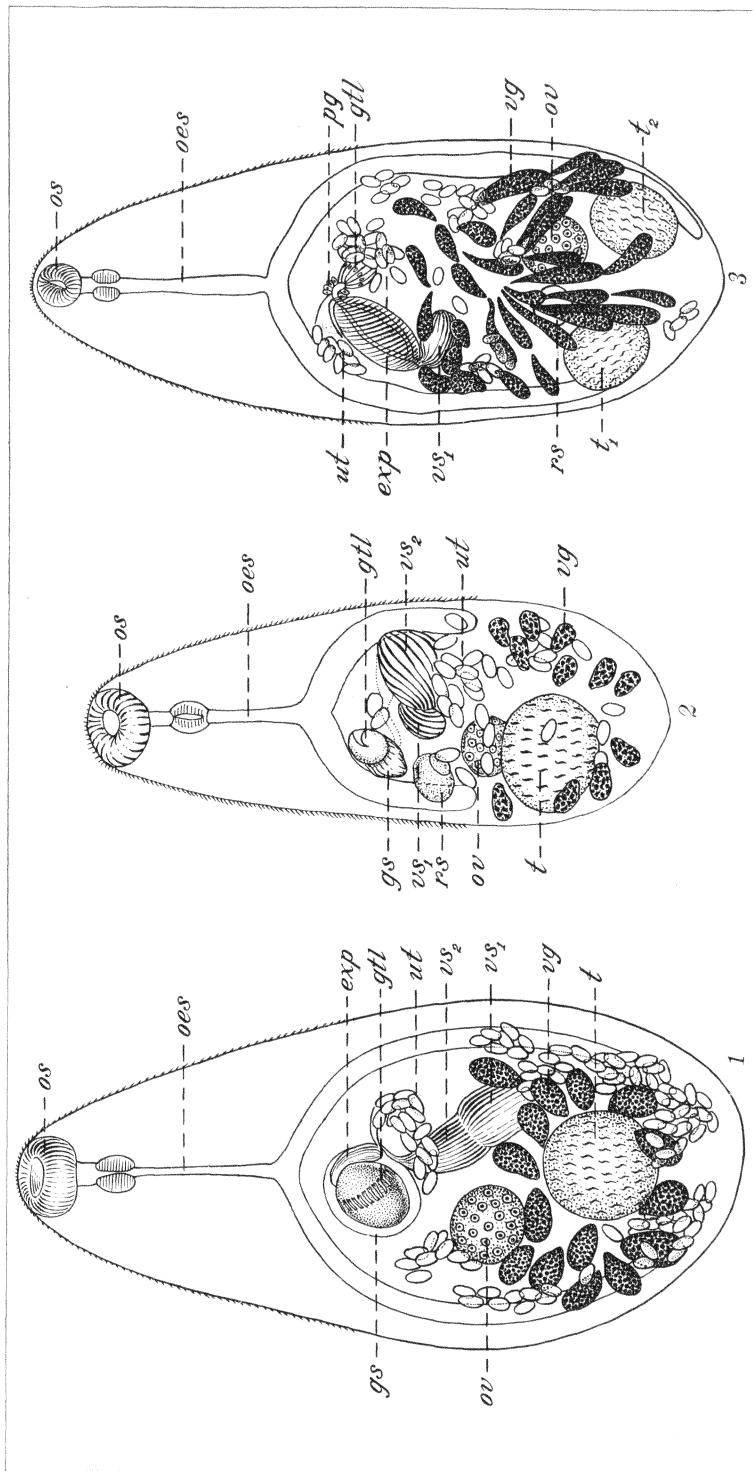 os
oes
pg
gtl
vg
ov
t₂
ut
exp
vs₁
rs
t₁
3
os
oes
gtl
vs₂
ut
vg
gs
vs₁
rs
ov
t
2
os
oes
exp
gtl
ut
vs₂
vs₁
vg
t
gs
ov
1